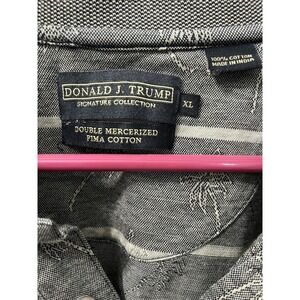 DONALD J. TRUMP
SIGNATURE COLLECTION
XL
DOUBLE MERCERIZED
PIMA COTTON
100% COTTON
MADE IN INDIA